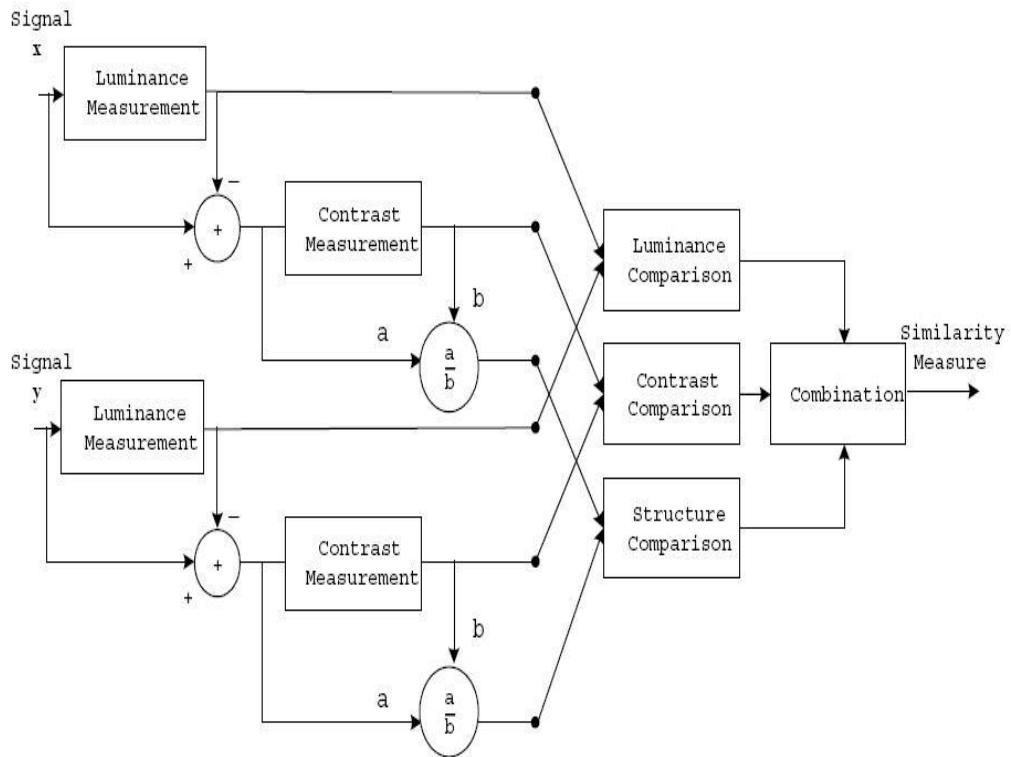 Signal
x
Luminance
Measurement
−
+
+
Contrast
Measurement
b
a
a
b
Signal
y
Luminance
Measurement
−
+
+
Contrast
Measurement
b
a
a
b
Luminance
Comparison
Contrast
Comparison
Structure
Comparison
Combination
Similarity
Measure